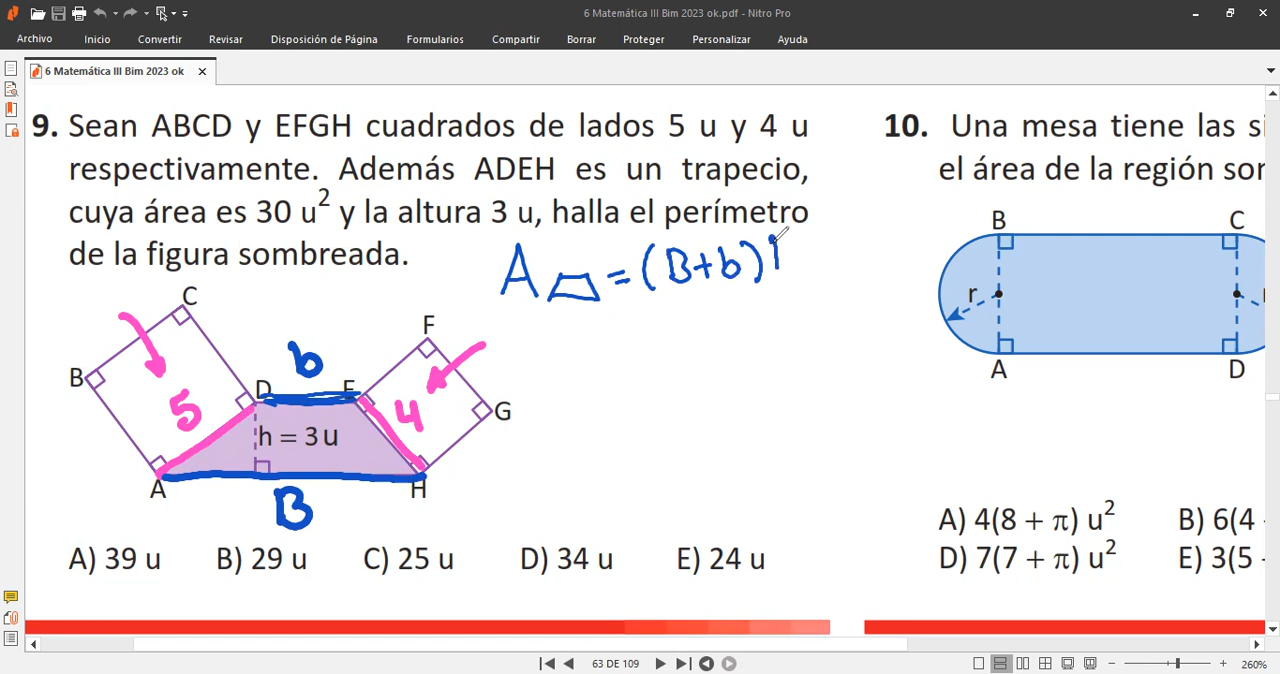 6 Matemática III Bim 2023 ok.pdf - Nitro Pro
Archivo Inicio Convertir Revisar Disposición de Página Formularios Compartir Borrar Proteger Personalizar Ayuda
6 Matemática III Bim 2023 ok
9. Sean ABCD y EFGH cuadrados de lados 5 u y 4 u
respectivamente. Además ADEH es un trapecio,
cuya área es 30 u² y la altura 3 u, halla el perímetro
de la figura sombreada.
A = (B+b)
C
B
D
E
F
G
A
H
b
5
4
h = 3 u
B
A) 39 u B) 29 u C) 25 u D) 34 u E) 24 u
10. Una mesa tiene las si
el área de la región sor
B C
r
A D
A) 4(8 + π) u² B) 6(4
D) 7(7 + π) u² E) 3(5
63 DE 109
260%